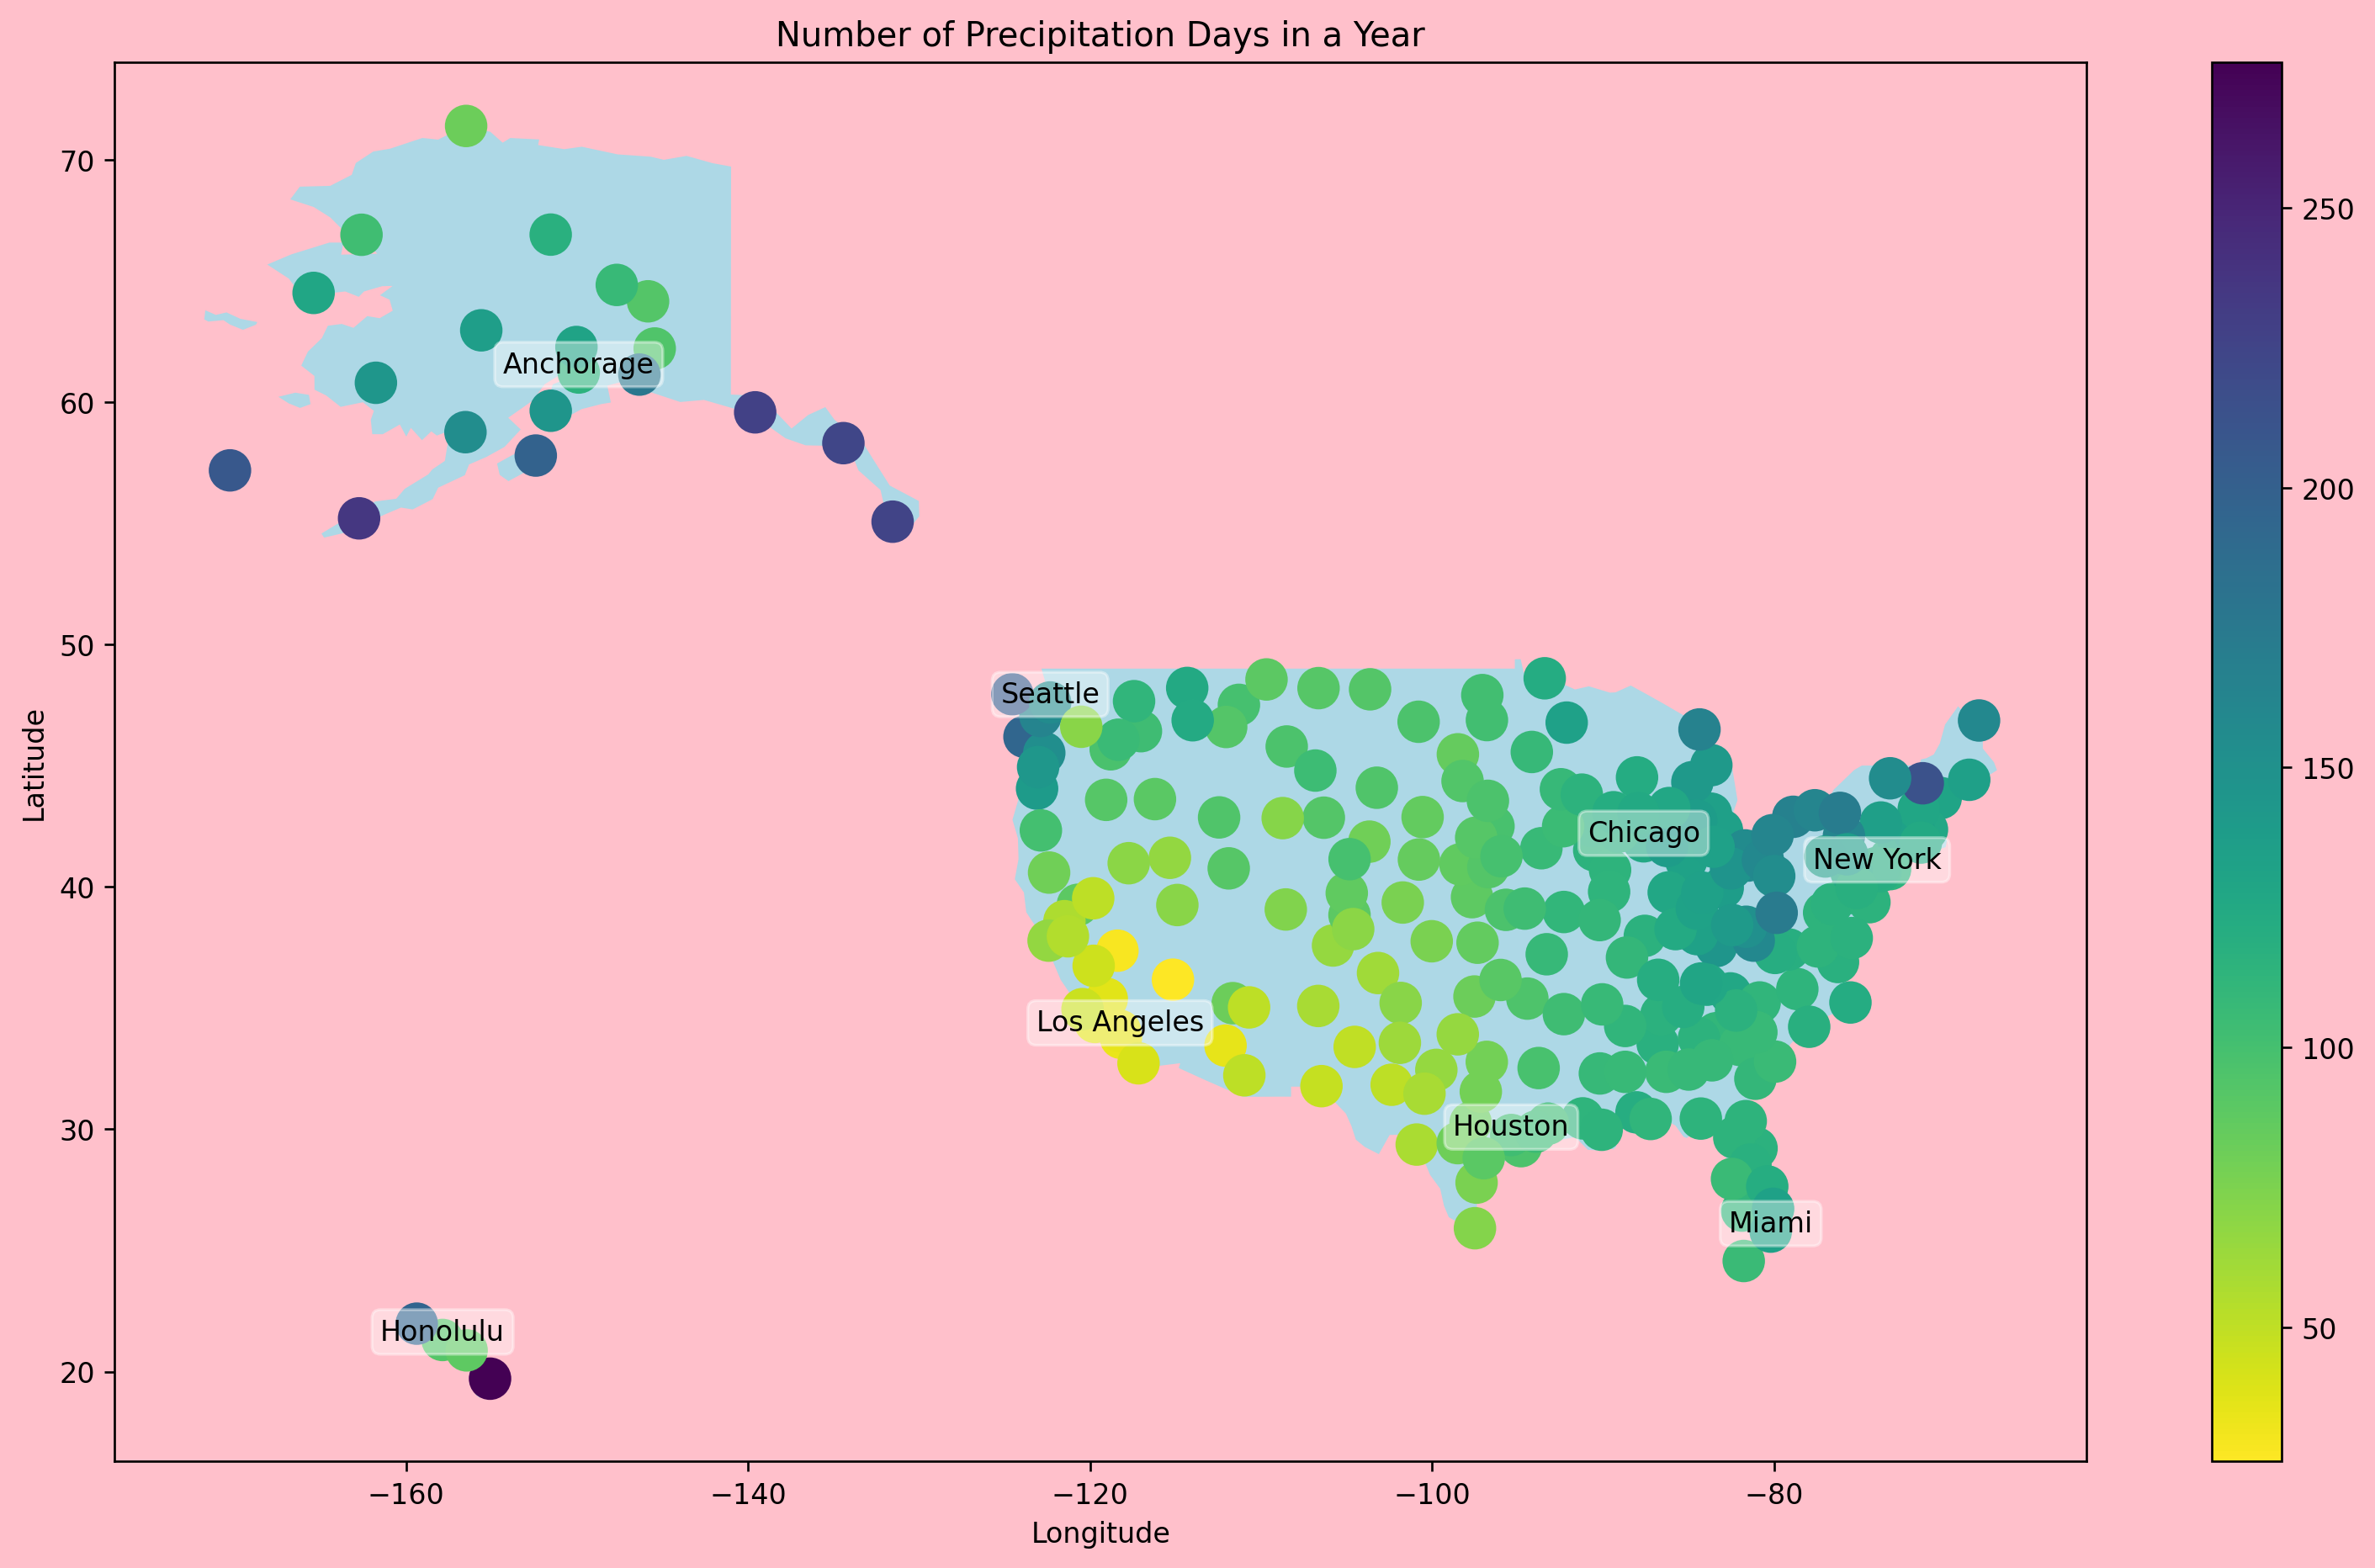 Number of Precipitation Days in a Year
70
60
50
40
30
20
Latitude
−160
−140
−120
−100
−80
Longitude
250
200
150
100
50
Anchorage
Seattle
Chicago
New York
Los Angeles
Houston
Miami
Honolulu